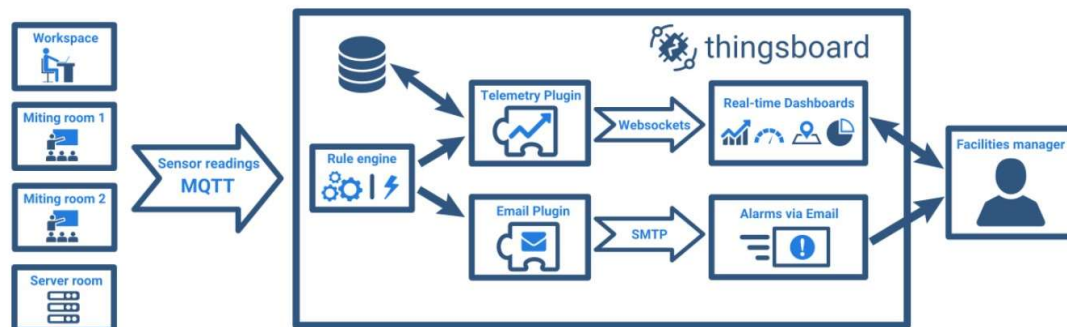 Workspace
Miting room 1
Miting room 2
Server room
Sensor readings
MQTT
thingsboard
Rule engine
Telemetry Plugin
Websockets
Real-time Dashboards
Email Plugin
SMTP
Alarms via Email
Facilities manager